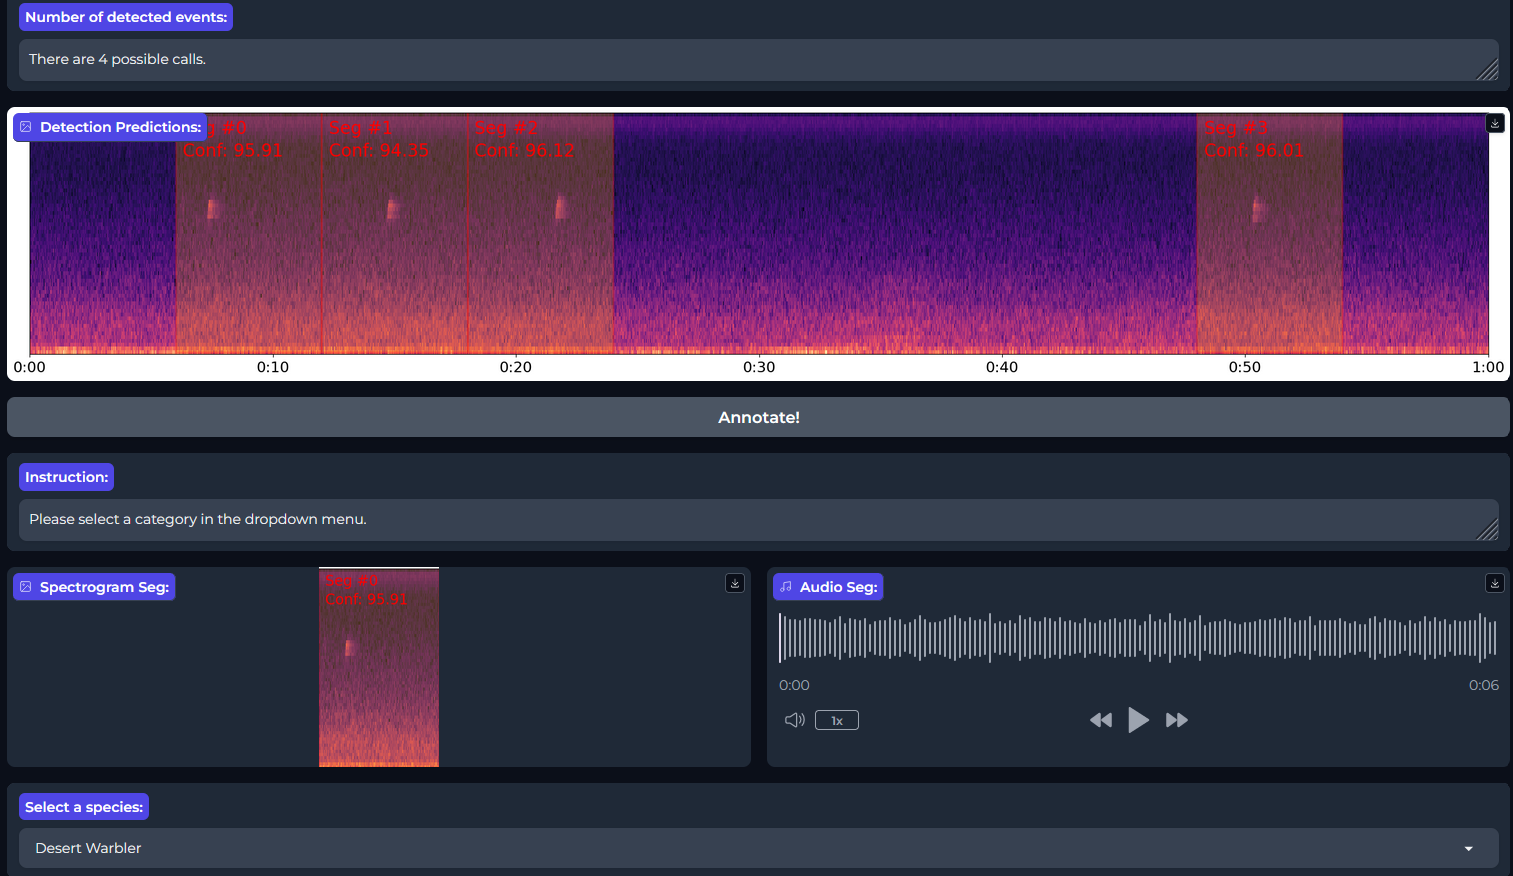 Number of detected events:
There are 4 possible calls.
Detection Predictions:
g #0 Seg #1 Seg #2 Seg #3
Conf: 95.91 Conf: 94.35 Conf: 96.12 Conf: 96.01
0:00 0:10 0:20 0:30 0:40 0:50 1:00
Annotate!
Instruction:
Please select a category in the dropdown menu.
Spectrogram Seg:
Seg #0
Conf: 95.91
Audio Seg:
0:00 0:06
1x
Select a species:
Desert Warbler